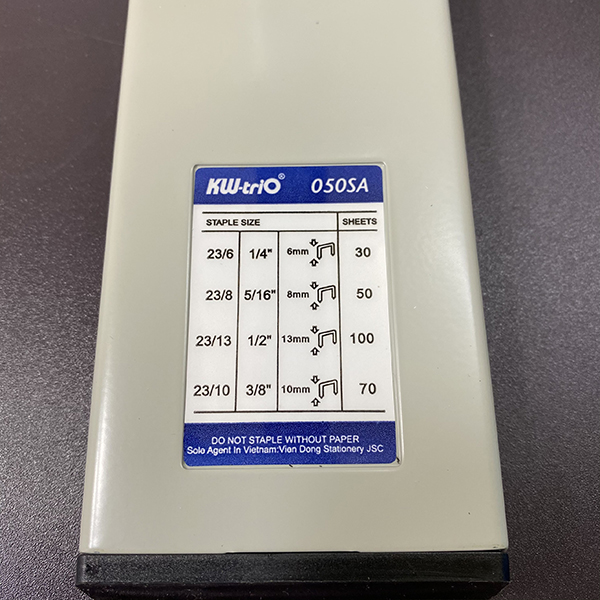 KW-triO® 050SA
STAPLE SIZE SHEETS
23/6 1/4" 6mm 30
23/8 5/16" 8mm 50
23/13 1/2" 13mm 100
23/10 3/8" 10mm 70
DO NOT STAPLE WITHOUT PAPER
Sole Agent In Vietnam:Vien Dong Stationery JSC